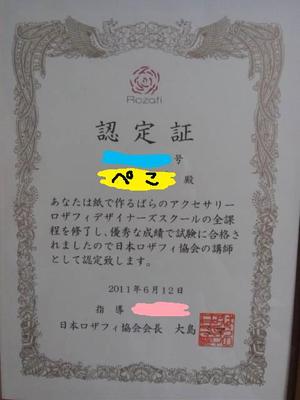 Rozafi
認定証
号
ぺこ 殿
あなたは紙で作るばらのアクセサリー
ロザフィデザイナーズスクールの全課
程を修了し、優秀な成績で試験に合格さ
れましたので日本ロザフィ協会の講師
として認定致します。
2011年6月12日
指導
日本ロザフィ協会会長 大島